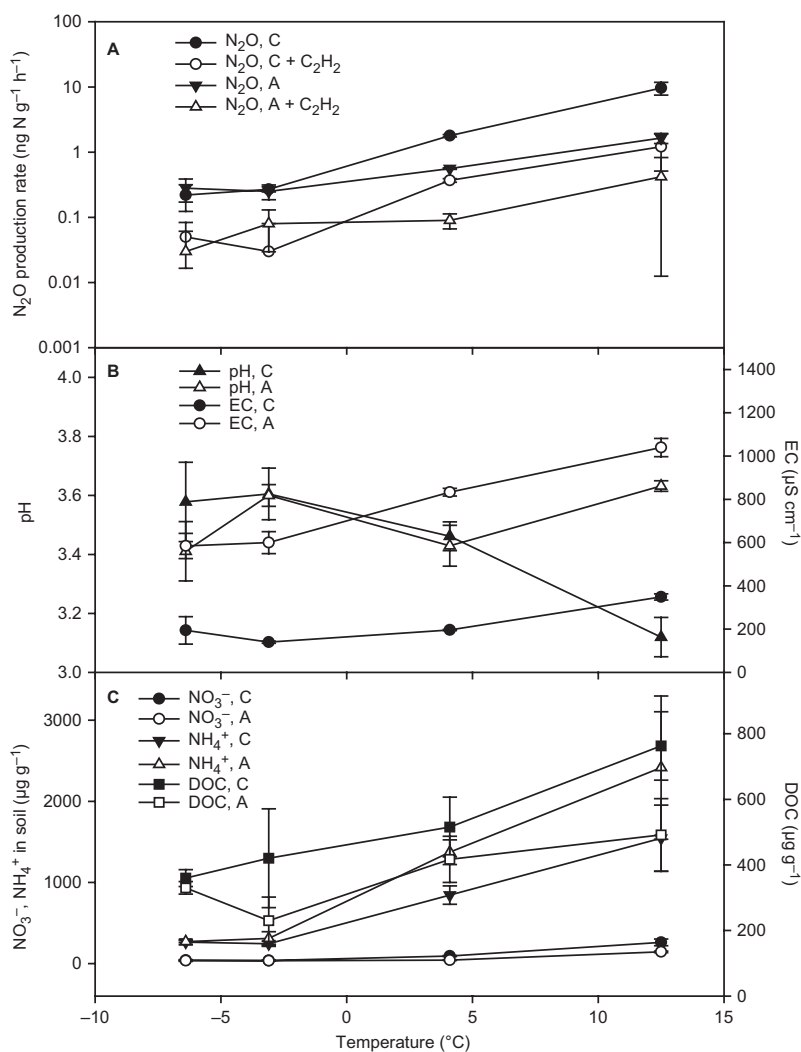 A
N₂O, C
N₂O, C + C₂H₂
N₂O, A
N₂O, A + C₂H₂
100
10
1
0.1
0.01
0.001
N₂O production rate (ng N g⁻¹ h⁻¹)
B
pH, C
pH, A
EC, C
EC, A
4.0
3.8
3.6
3.4
3.2
3.0
pH
1400
1200
1000
800
600
400
200
0
EC (µS cm⁻¹)
C
NO₃⁻, C
NO₃⁻, A
NH₄⁺, C
NH₄⁺, A
DOC, C
DOC, A
3000
2000
1000
0
NO₃⁻, NH₄⁺ in soil (µg g⁻¹)
800
600
400
200
0
DOC (µg g⁻¹)
−10
−5
0
5
10
15
Temperature (°C)